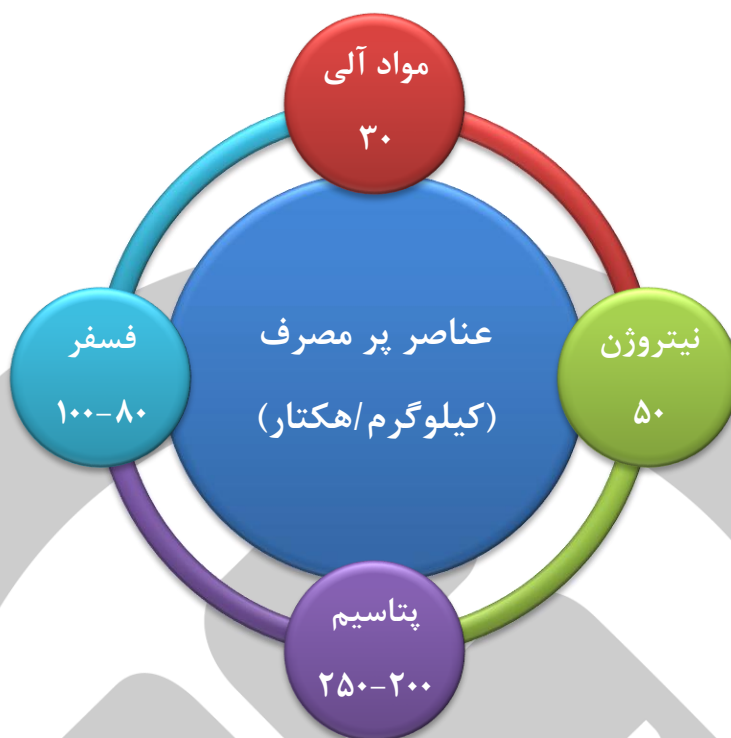 مواد آلی
۳۰
عناصر پر مصرف
(کیلوگرم/هکتار)
نیتروژن
۵۰
فسفر
۸۰-۱۰۰
پتاسیم
۲۰۰-۲۵۰